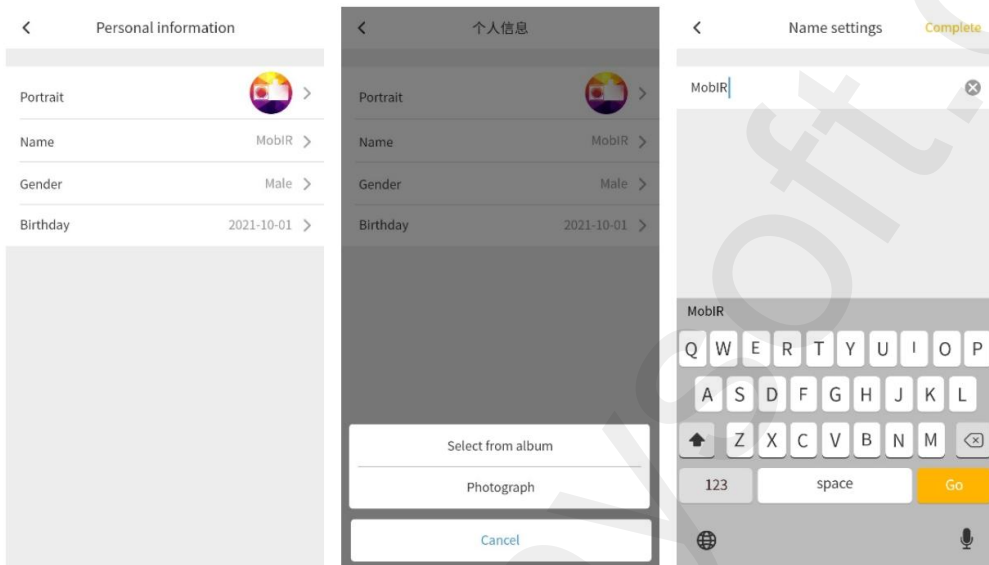 Personal information
Portrait
Name MobIR
Gender Male
Birthday 2021-10-01
个人信息
Portrait
Name MobIR
Gender Male
Birthday 2021-10-01
Select from album
Photograph
Cancel
Name settings Complete
MobIR
MobIR
Q W E R T Y U I O P
A S D F G H J K L
Z X C V B N M
123 space Go